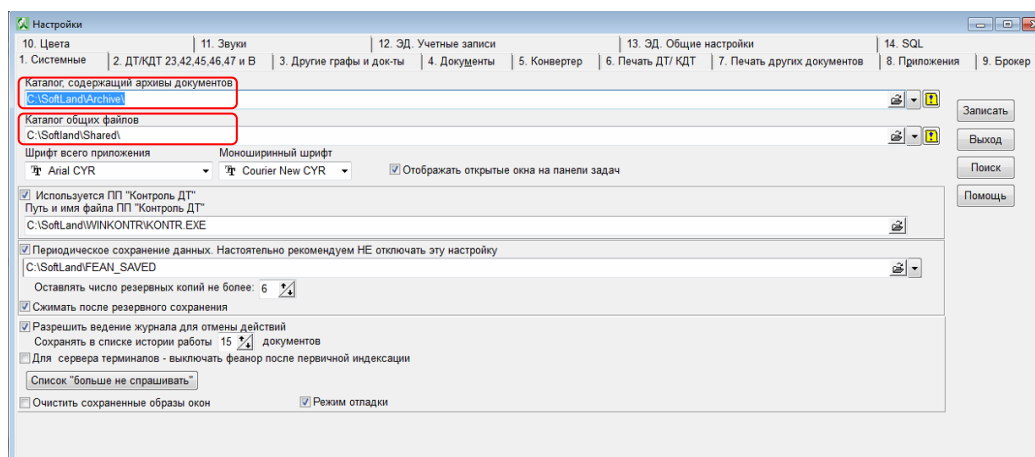 Настройки
10. Цвета 11. Звуки 12. ЭД. Учетные записи 13. ЭД. Общие настройки 14. SQL
1. Системные 2. ДТ/КДТ 23,42,45,46,47 и В 3. Другие графы и док-ты 4. Документы 5. Конвертер 6. Печать ДТ/ КДТ 7. Печать других документов 8. Приложения 9. Брокер
Каталог, содержащий архивы документов
C:\SoftLand\Archive\
Записать
Каталог общих файлов
C:\Softland\Shared\
Выход
Шрифт всего приложения Моноширинный шрифт
Arial CYR Courier New CYR Отображать открытые окна на панели задач
Поиск
Используется ПП "Контроль ДТ"
Помощь
Путь и имя файла ПП "Контроль ДТ"
C:\SoftLand\WINKONTR\KONTR.EXE
Периодическое сохранение данных. Настоятельно рекомендуем НЕ отключать эту настройку
C:\SoftLand\FEAN_SAVED
Оставлять число резервных копий не более: 6
Сжимать после резервного сохранения
Разрешить ведение журнала для отмены действий
Сохранять в списке истории работы 15 документов
Для сервера терминалов - выключать феанор после первичной индексации
Список "больше не спрашивать"
Очистить сохраненные образы окон Режим отладки